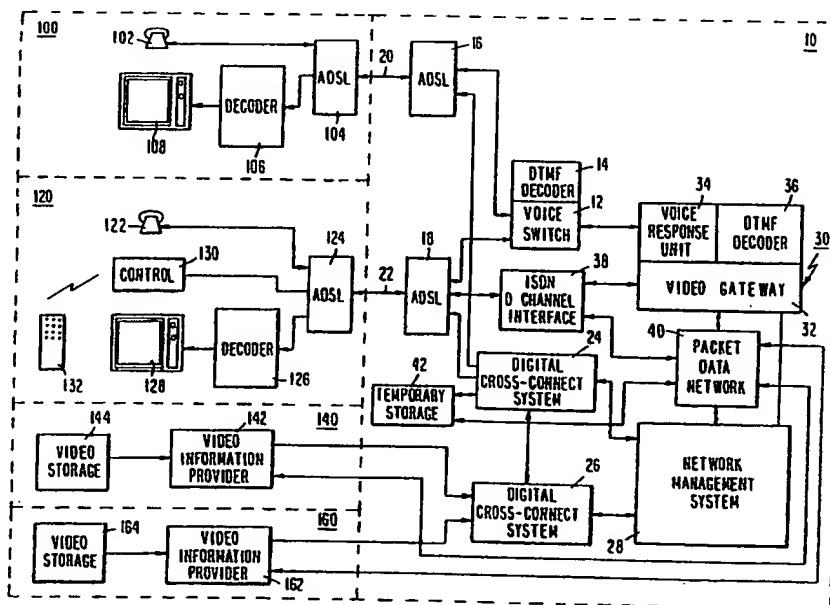 100
102
108
DECODER
106
ADSL
104
20
16
ADSL
10
14
DTMF
DECODER
12
VOICE
SWITCH
34
VOICE
RESPONSE
UNIT
36
DTMF
DECODER
30
VIDEO GATEWAY
32
120
122
130
CONTROL
132
128
DECODER
126
124
ADSL
22
18
ADSL
38
ISDN
D CHANNEL
INTERFACE
24
DIGITAL
CROSS-CONNECT
SYSTEM
42
TEMPORARY
STORAGE
40
PACKET
DATA
NETWORK
140
144
VIDEO
STORAGE
142
VIDEO
INFORMATION
PROVIDER
26
DIGITAL
CROSS-CONNECT
SYSTEM
NETWORK
MANAGEMENT
SYSTEM
28
160
164
VIDEO
STORAGE
VIDEO
INFORMATION
PROVIDER
162